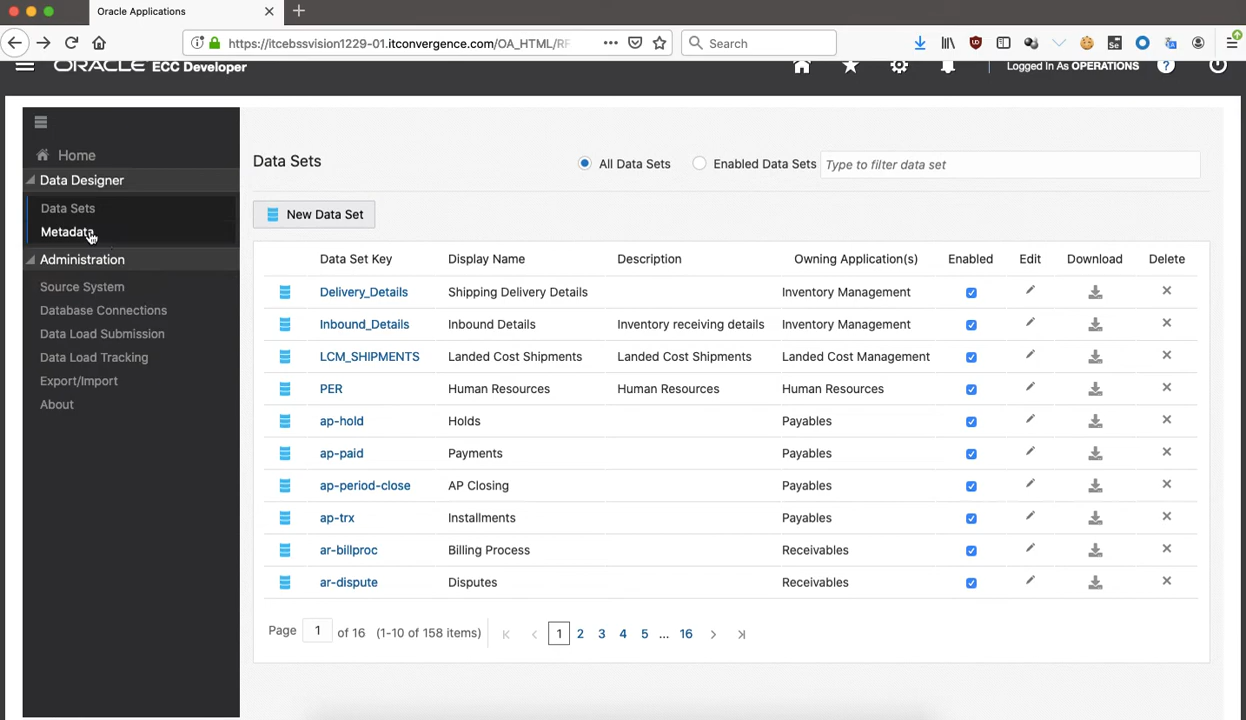 Oracle Applications
https://itcebssvision1229-01.itconvergence.com/OA_HTML/RF
Search
ORACLE ECC Developer
Logged In As OPERATIONS
Home
Data Designer
Data Sets
Metadata
Administration
Source System
Database Connections
Data Load Submission
Data Load Tracking
Export/Import
About
Data Sets
All Data Sets
Enabled Data Sets
Type to filter data set
New Data Set
Data Set Key Display Name Description Owning Application(s) Enabled Edit Download Delete
Delivery_Details Shipping Delivery Details Inventory Management
Inbound_Details Inbound Details Inventory receiving details Inventory Management
LCM_SHIPMENTS Landed Cost Shipments Landed Cost Shipments Landed Cost Management
PER Human Resources Human Resources Human Resources
ap-hold Holds Payables
ap-paid Payments Payables
ap-period-close AP Closing Payables
ap-trx Installments Payables
ar-billproc Billing Process Receivables
ar-dispute Disputes Receivables
Page 1 of 16 (1-10 of 158 items) 1 2 3 4 5 ... 16